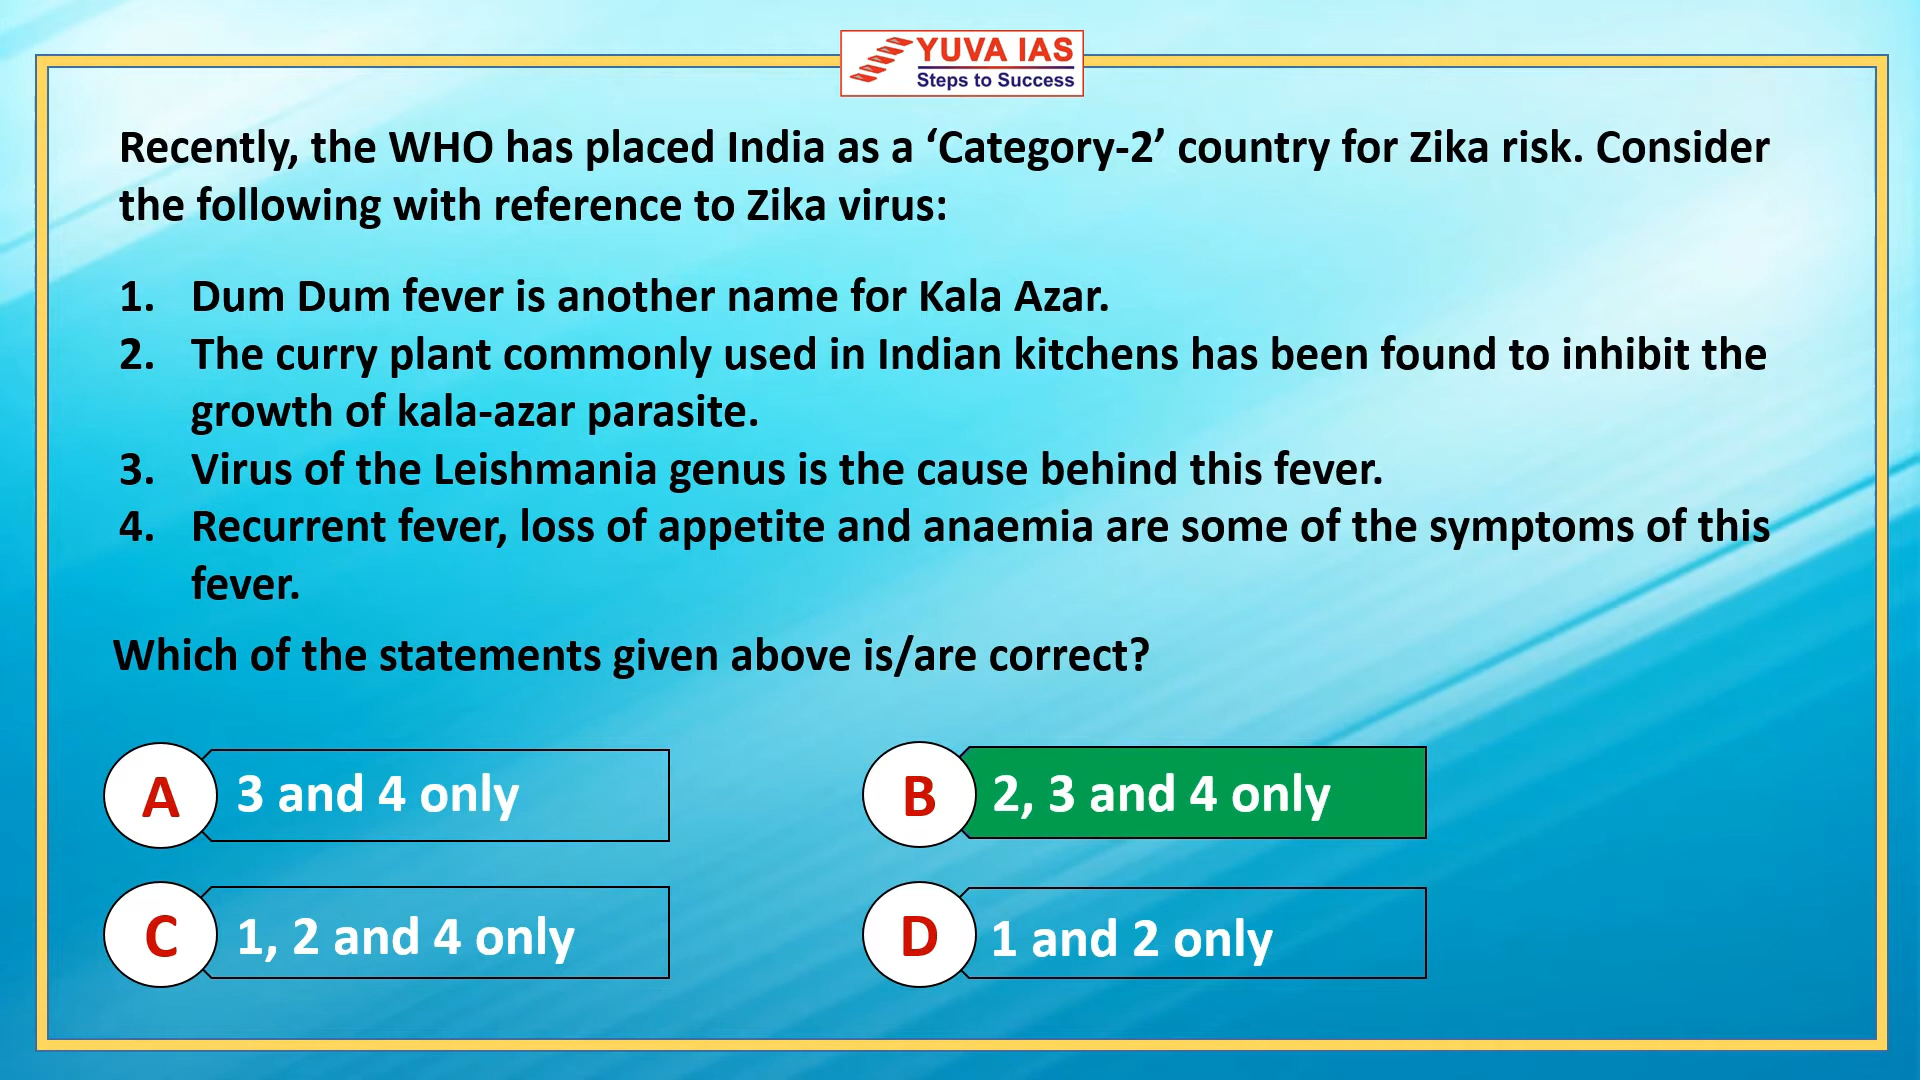 YUVA IAS
Steps to Success
Recently, the WHO has placed India as a ‘Category-2’ country for Zika risk. Consider
the following with reference to Zika virus:
1. Dum Dum fever is another name for Kala Azar.
2. The curry plant commonly used in Indian kitchens has been found to inhibit the
growth of kala-azar parasite.
3. Virus of the Leishmania genus is the cause behind this fever.
4. Recurrent fever, loss of appetite and anaemia are some of the symptoms of this
fever.
Which of the statements given above is/are correct?
A 3 and 4 only
B 2, 3 and 4 only
C 1, 2 and 4 only
D 1 and 2 only